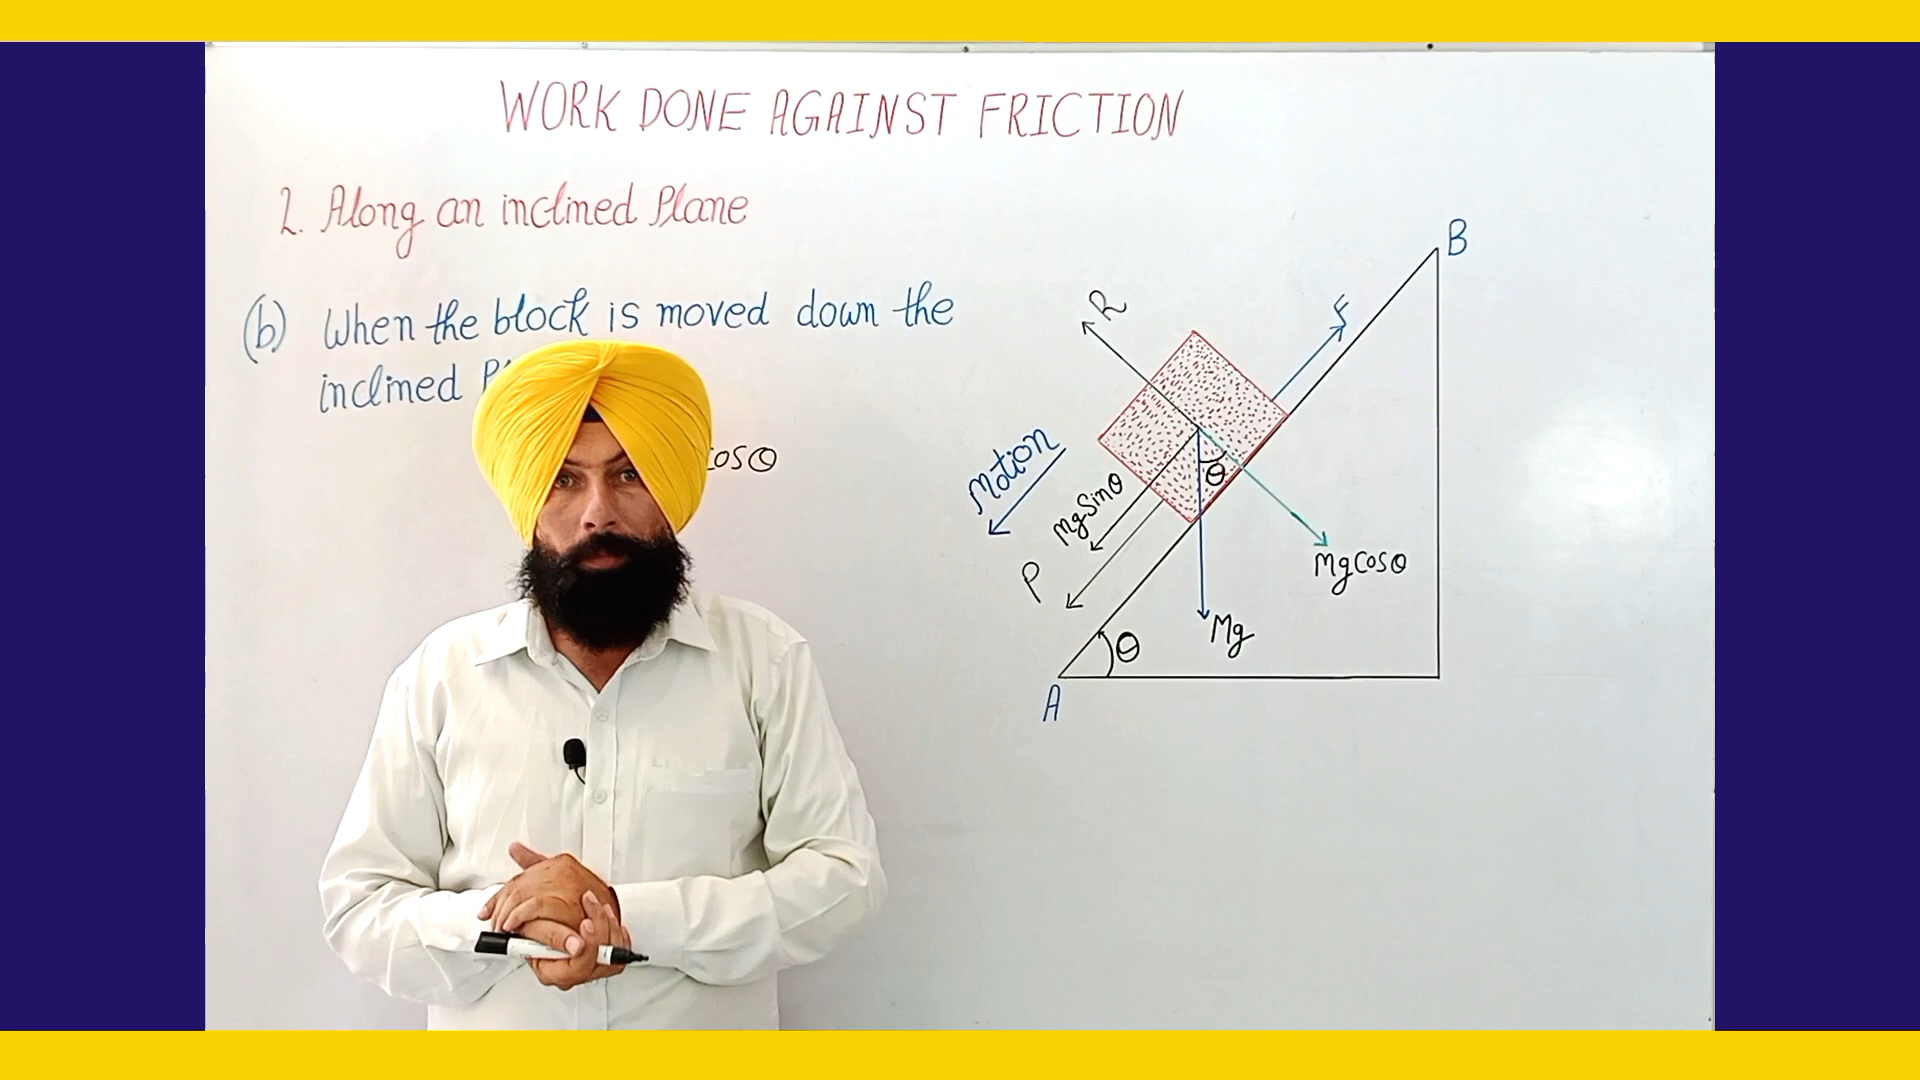 WORK DONE AGAINST FRICTION
2. Along an inclined Plane
(b) When the block is moved down the
inclined
cosθ
B
R
F
Motion
θ
MgSinθ
P
Mgcosθ
Mg
θ
A